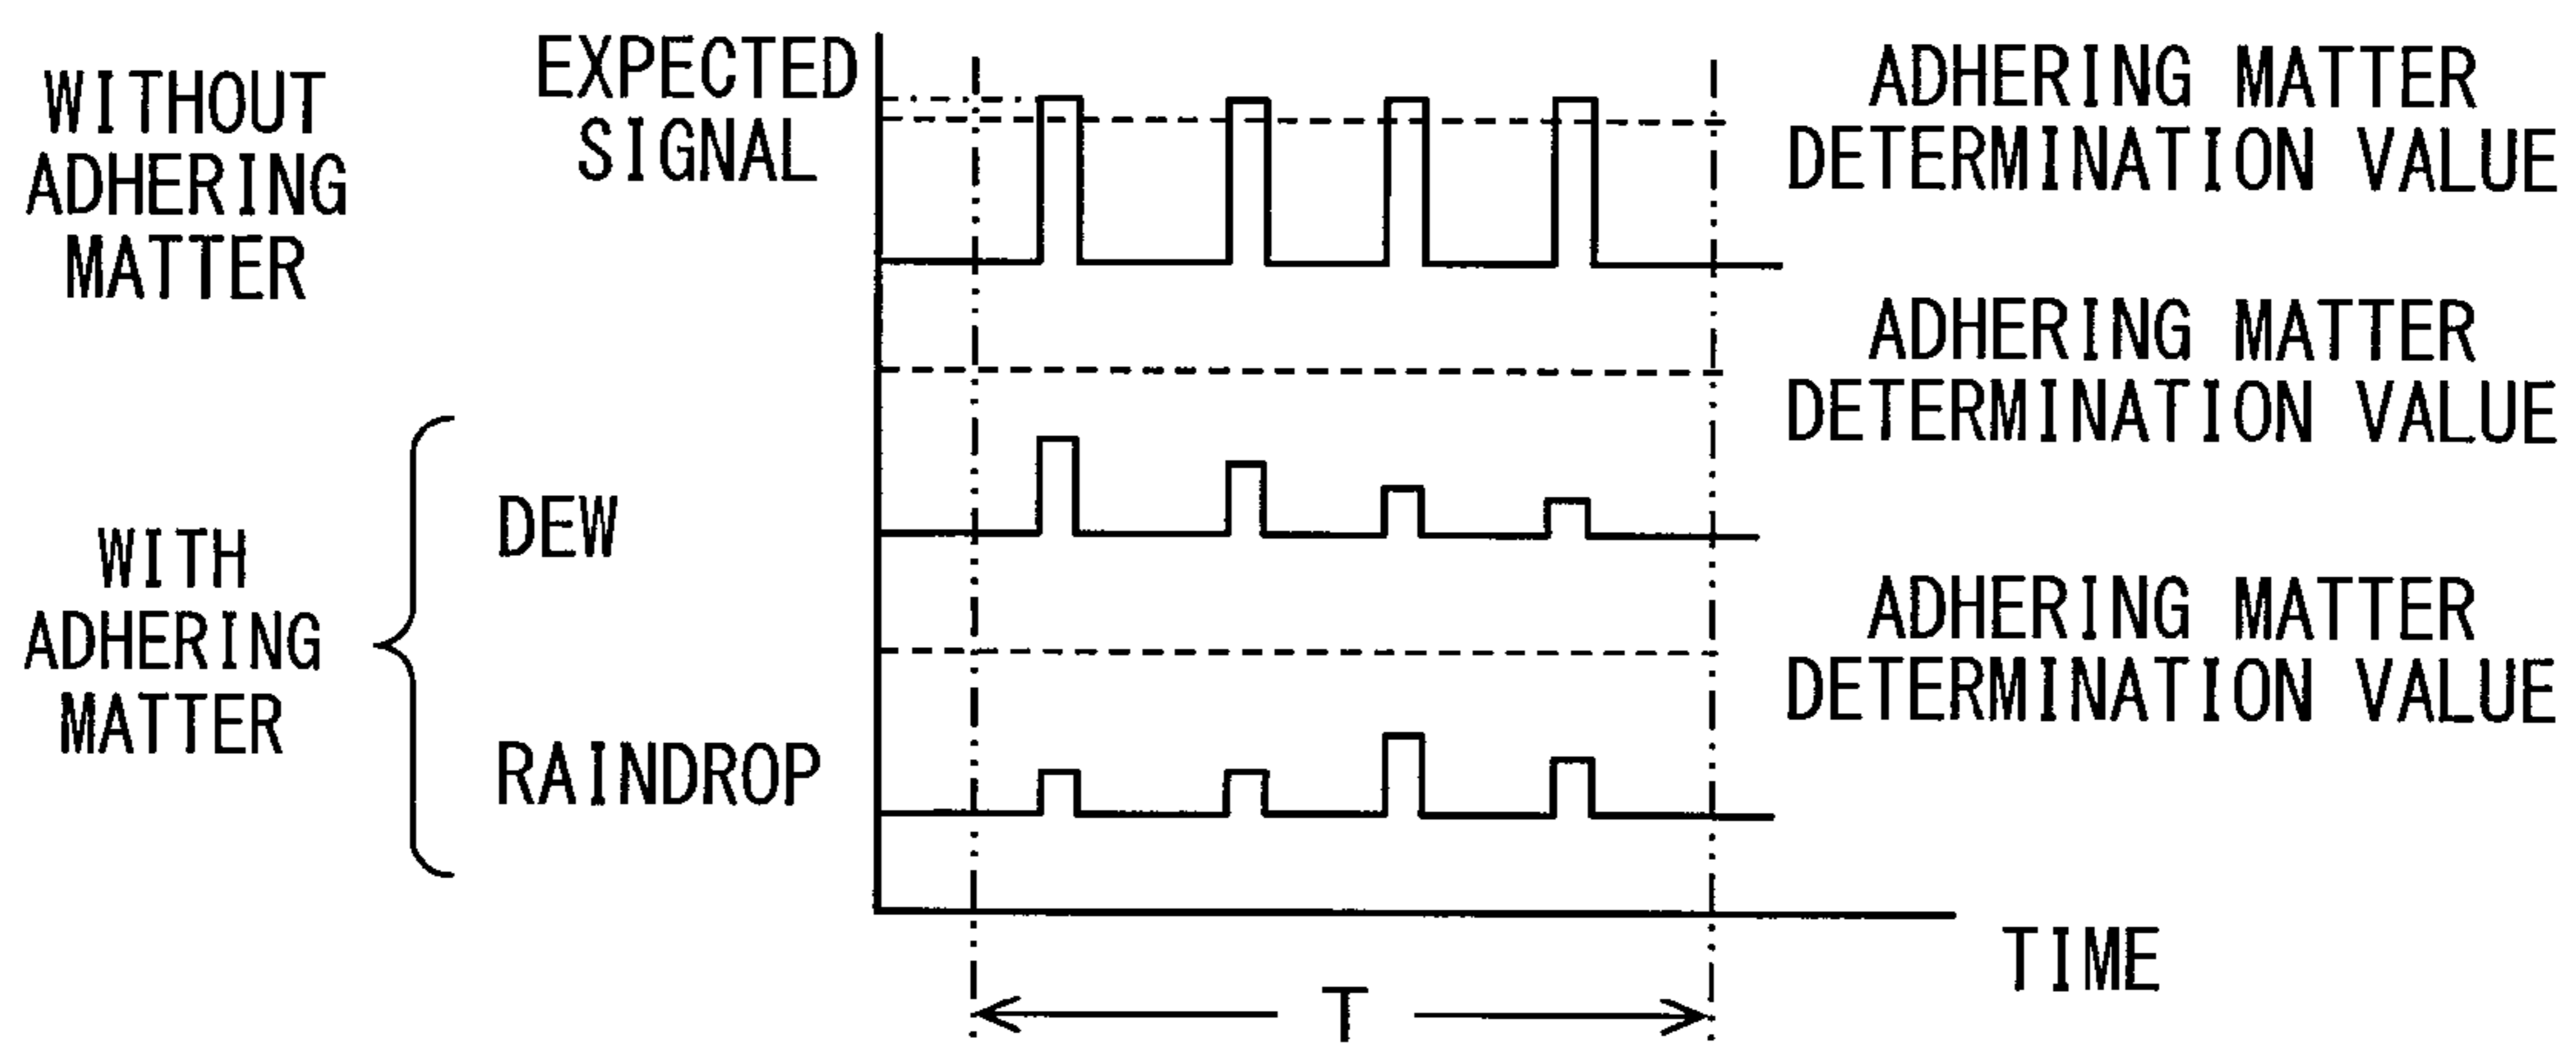 WITHOUT
ADHERING
MATTER
EXPECTED
SIGNAL
ADHERING MATTER
DETERMINATION VALUE
ADHERING MATTER
DETERMINATION VALUE
WITH
ADHERING
MATTER
DEW
RAINDROP
ADHERING MATTER
DETERMINATION VALUE
TIME
T